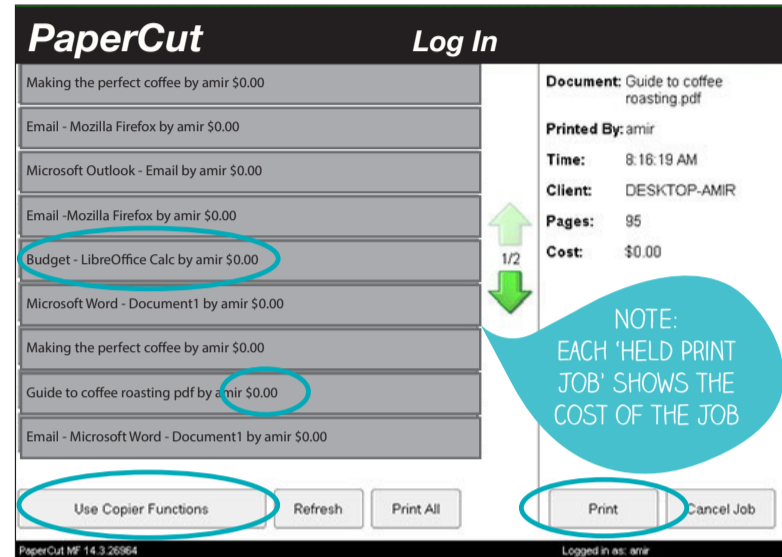 PaperCut Log In
Making the perfect coffee by amir $0.00
Email - Mozilla Firefox by amir $0.00
Microsoft Outlook - Email by amir $0.00
Email -Mozilla Firefox by amir $0.00
Budget - LibreOffice Calc by amir $0.00
Microsoft Word - Document1 by amir $0.00
Making the perfect coffee by amir $0.00
Guide to coffee roasting pdf by amir $0.00
Email - Microsoft Word - Document1 by amir $0.00
1/2
Document: Guide to coffee
roasting.pdf
Printed By: amir
Time: 8:16:19 AM
Client: DESKTOP-AMIR
Pages: 95
Cost: $0.00
NOTE:
EACH 'HELD PRINT
JOB' SHOWS THE
COST OF THE JOB
Use Copier Functions Refresh Print All Print Cancel Job
PaperCut MF 14.3.26964 Logged in as: amir